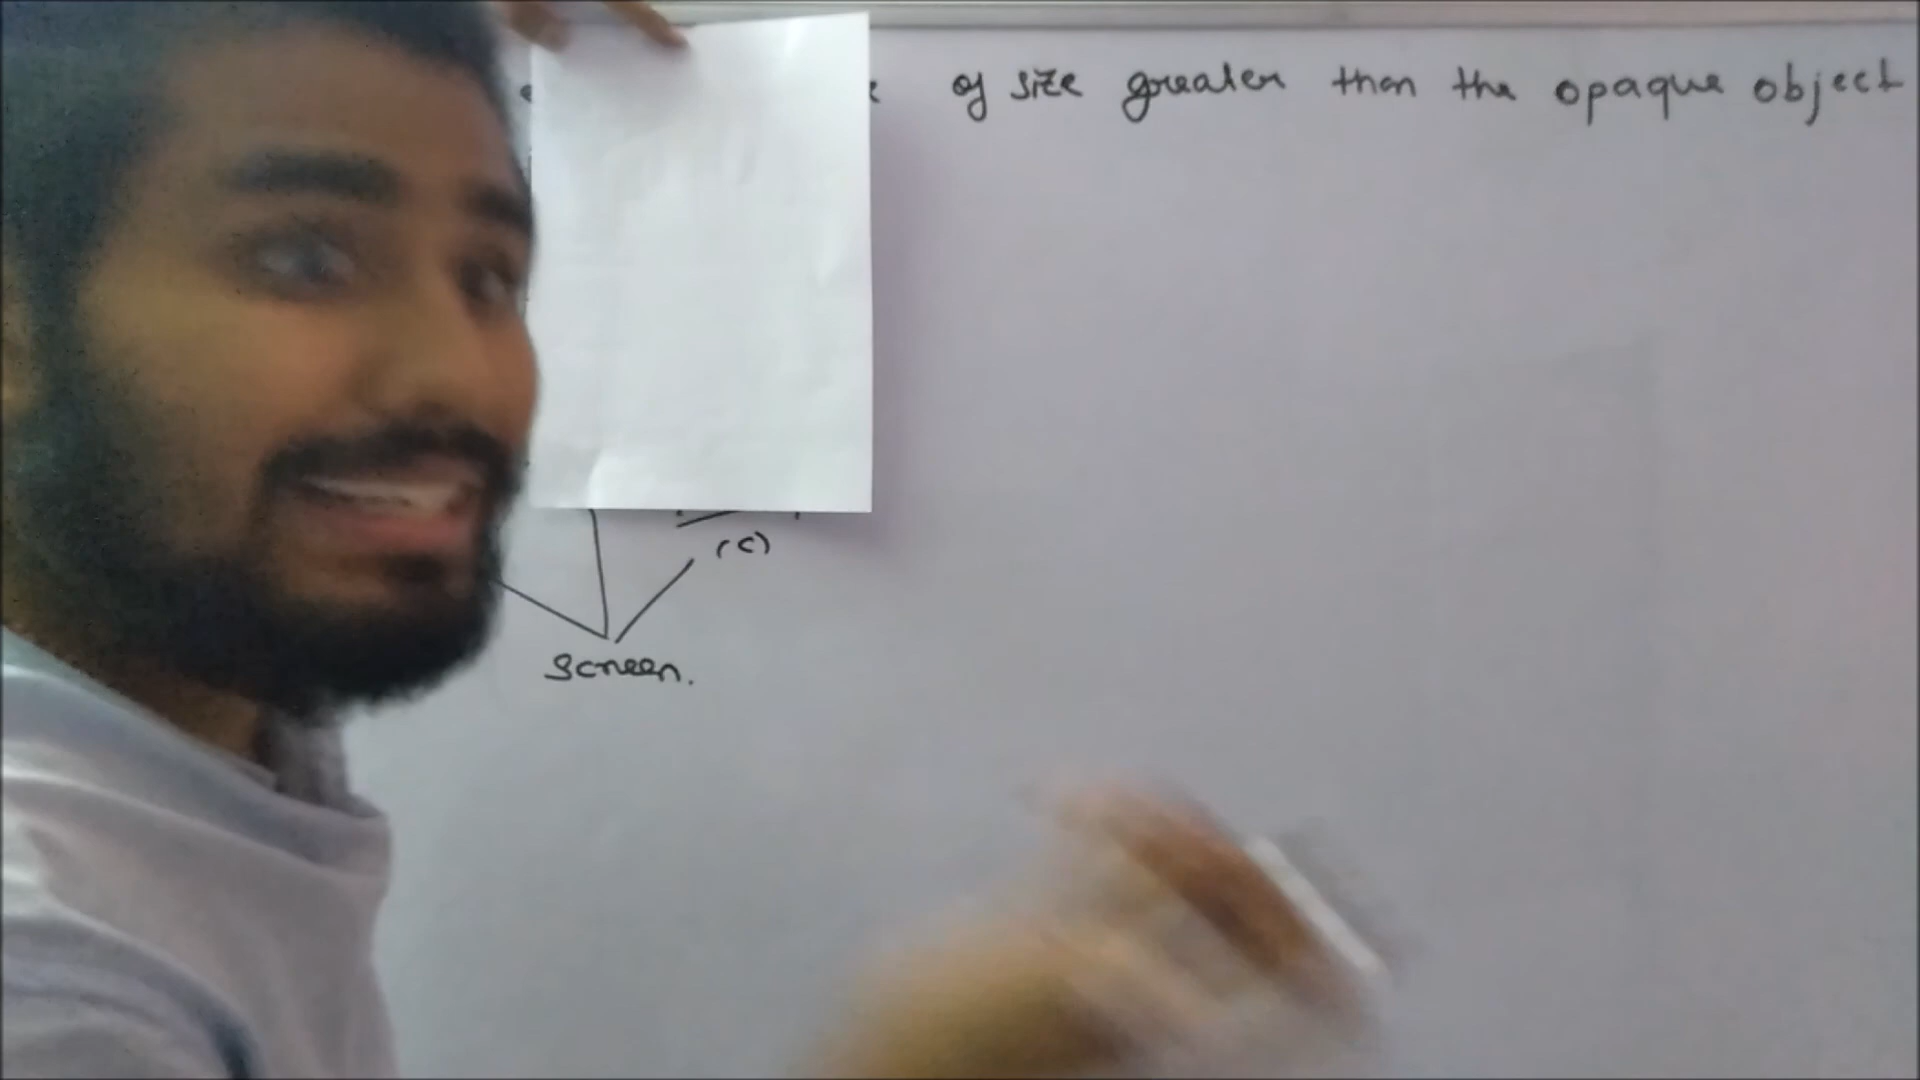 of size greater than the opaque object
(c)
Screen.